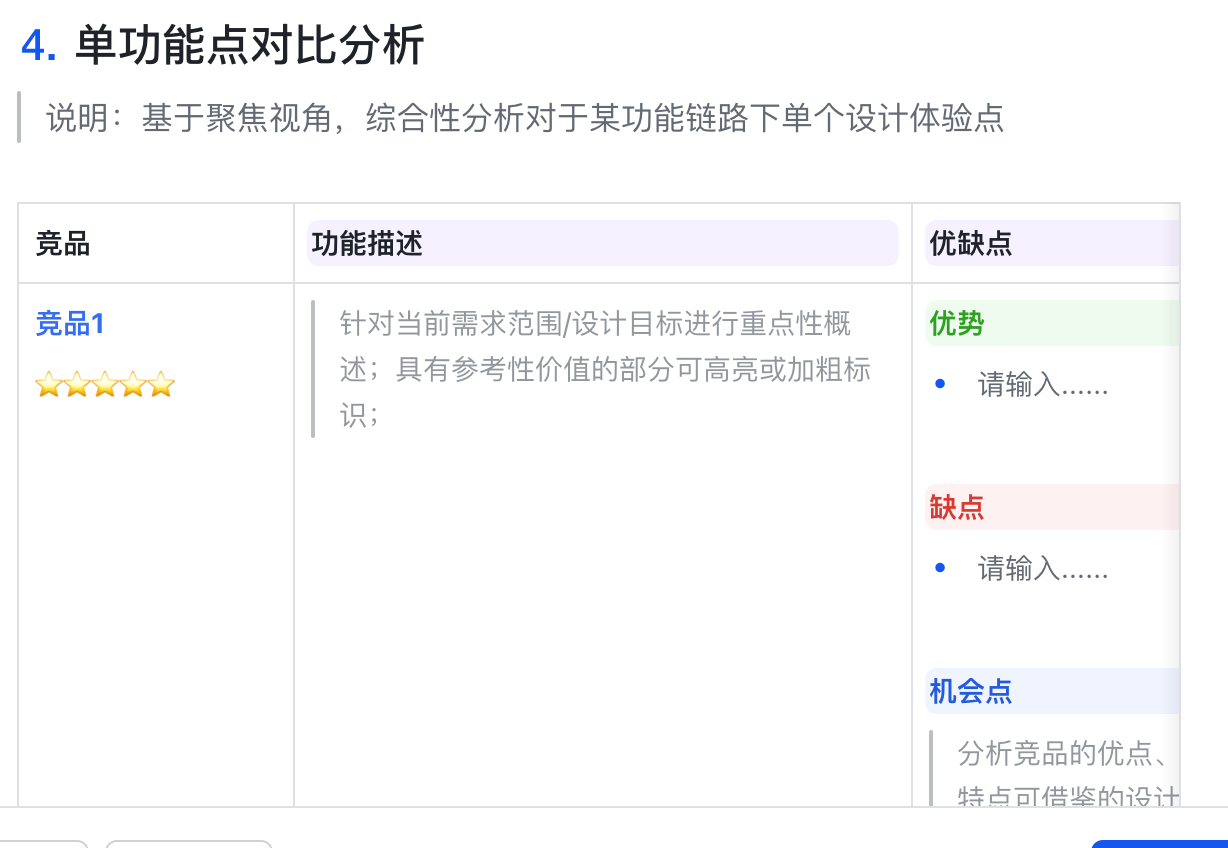 4. 单功能点对比分析
说明：基于聚焦视角，综合性分析对于某功能链路下单个设计体验点
竞品
功能描述
优缺点
竞品1
⭐⭐⭐⭐⭐
针对当前需求范围/设计目标进行重点性概
述；具有参考性价值的部分可高亮或加粗标
识；
优势
• 请输入......
缺点
• 请输入......
机会点
分析竞品的优点、
特点可借鉴的设计